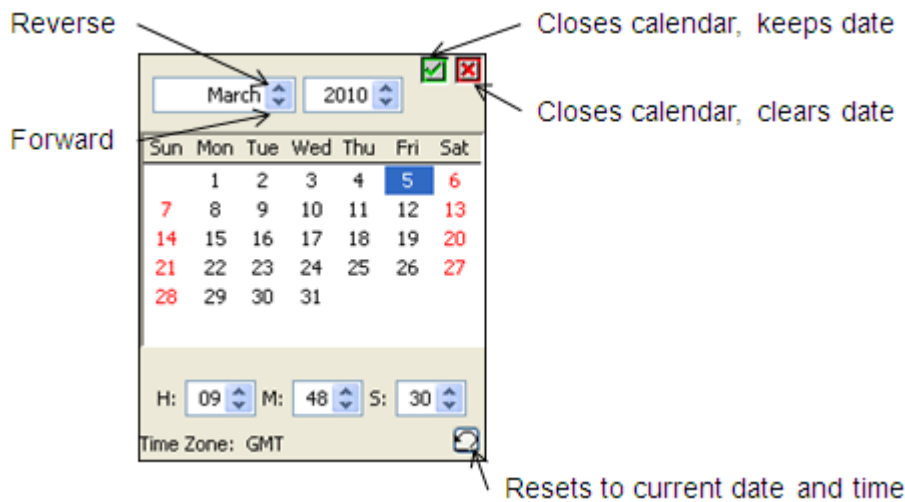 Reverse
Closes calendar, keeps date
March 2010
Closes calendar, clears date
Forward
Sun Mon Tue Wed Thu Fri Sat
1 2 3 4 5 6
7 8 9 10 11 12 13
14 15 16 17 18 19 20
21 22 23 24 25 26 27
28 29 30 31
H: 09 M: 48 S: 30
Time Zone: GMT
Resets to current date and time